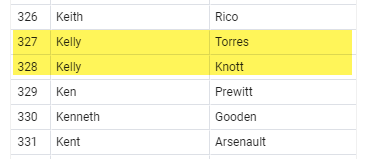 326 Keith Rico
327 Kelly Torres
328 Kelly Knott
329 Ken Prewitt
330 Kenneth Gooden
331 Kent Arsenault